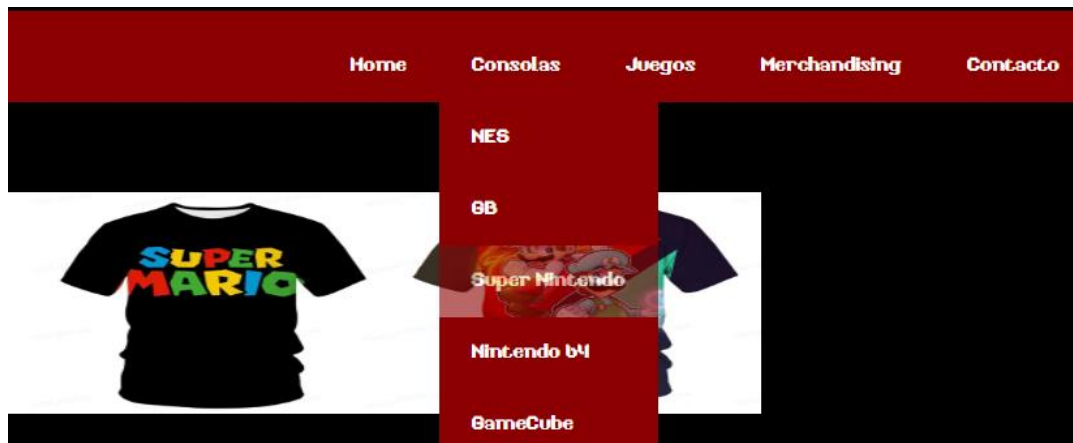 Home Consolas Juegos Merchandising Contacto
NES
GB
SUPER
MARIO
Super Nintendo
Nintendo 64
GameCube